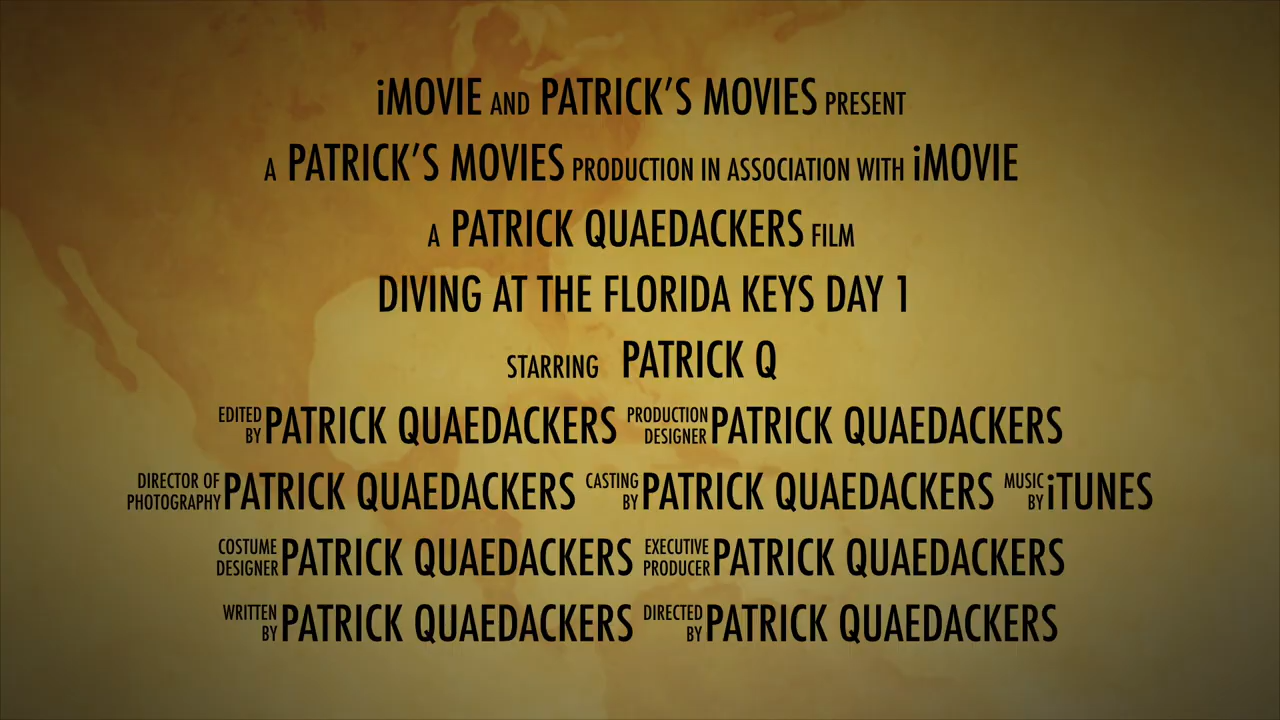 iMOVIE AND PATRICK'S MOVIES PRESENT
A PATRICK'S MOVIES PRODUCTION IN ASSOCIATION WITH iMOVIE
A PATRICK QUAEDACKERS FILM
DIVING AT THE FLORIDA KEYS DAY 1
STARRING PATRICK Q
EDITED BY PATRICK QUAEDACKERS PRODUCTION DESIGNER PATRICK QUAEDACKERS
DIRECTOR OF PHOTOGRAPHY PATRICK QUAEDACKERS CASTING BY PATRICK QUAEDACKERS MUSIC BY iTUNES
COSTUME DESIGNER PATRICK QUAEDACKERS EXECUTIVE PRODUCER PATRICK QUAEDACKERS
WRITTEN BY PATRICK QUAEDACKERS DIRECTED BY PATRICK QUAEDACKERS